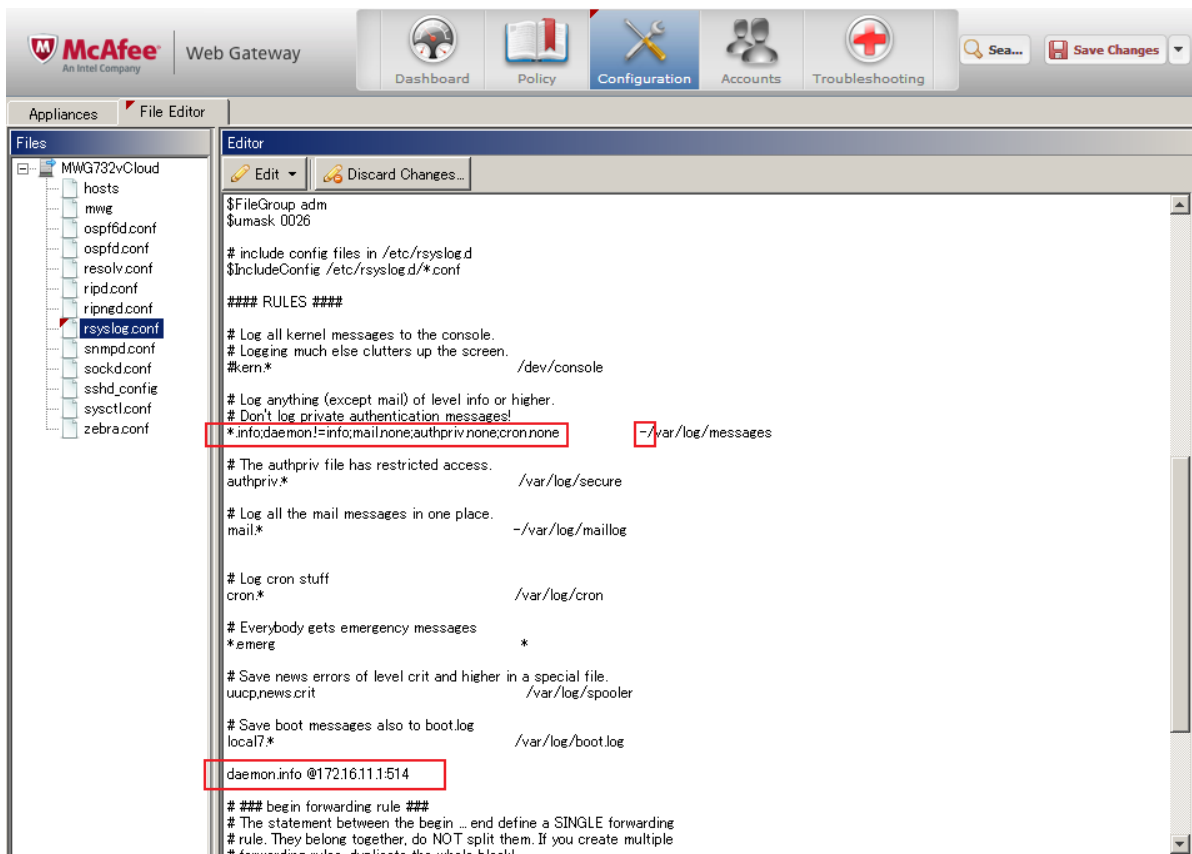 McAfee
An Intel Company
Web Gateway
Dashboard
Policy
Configuration
Accounts
Troubleshooting
Sea...
Save Changes
Appliances
File Editor
Files
MWG732vCloud
hosts
mwg
ospf6d.conf
ospfd.conf
resolv.conf
ripd.conf
ripngd.conf
rsyslog.conf
snmpd.conf
sockd.conf
sshd_config
sysctl.conf
zebra.conf
Editor
Edit
Discard Changes...
$FileGroup adm
$umask 0026
# include config files in /etc/rsyslog.d
$IncludeConfig /etc/rsyslog.d/*.conf
#### RULES ####
# Log all kernel messages to the console.
# Logging much else clutters up the screen.
#kern.* /dev/console
# Log anything (except mail) of level info or higher.
# Don't log private authentication messages!
*.info;daemon.!=info;mail.none;authpriv.none;cron.none -/var/log/messages
# The authpriv file has restricted access.
authpriv.* /var/log/secure
# Log all the mail messages in one place.
mail.* -/var/log/maillog
# Log cron stuff
cron.* /var/log/cron
# Everybody gets emergency messages
*.emerg *
# Save news errors of level crit and higher in a special file.
uucp,news.crit /var/log/spooler
# Save boot messages also to boot.log
local7.* /var/log/boot.log
daemon.info @172.16.11.1:514
# ### begin forwarding rule ###
# The statement between the begin ... end define a SINGLE forwarding
# rule. They belong together, do NOT split them. If you create multiple
# forwarding rules, duplicate the whole block!